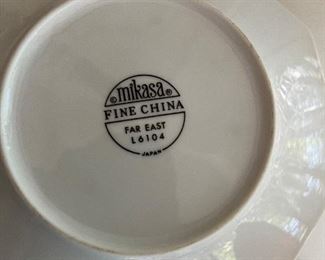 ® mikasa ®
FINE CHINA
FAR EAST
L6104
JAPAN